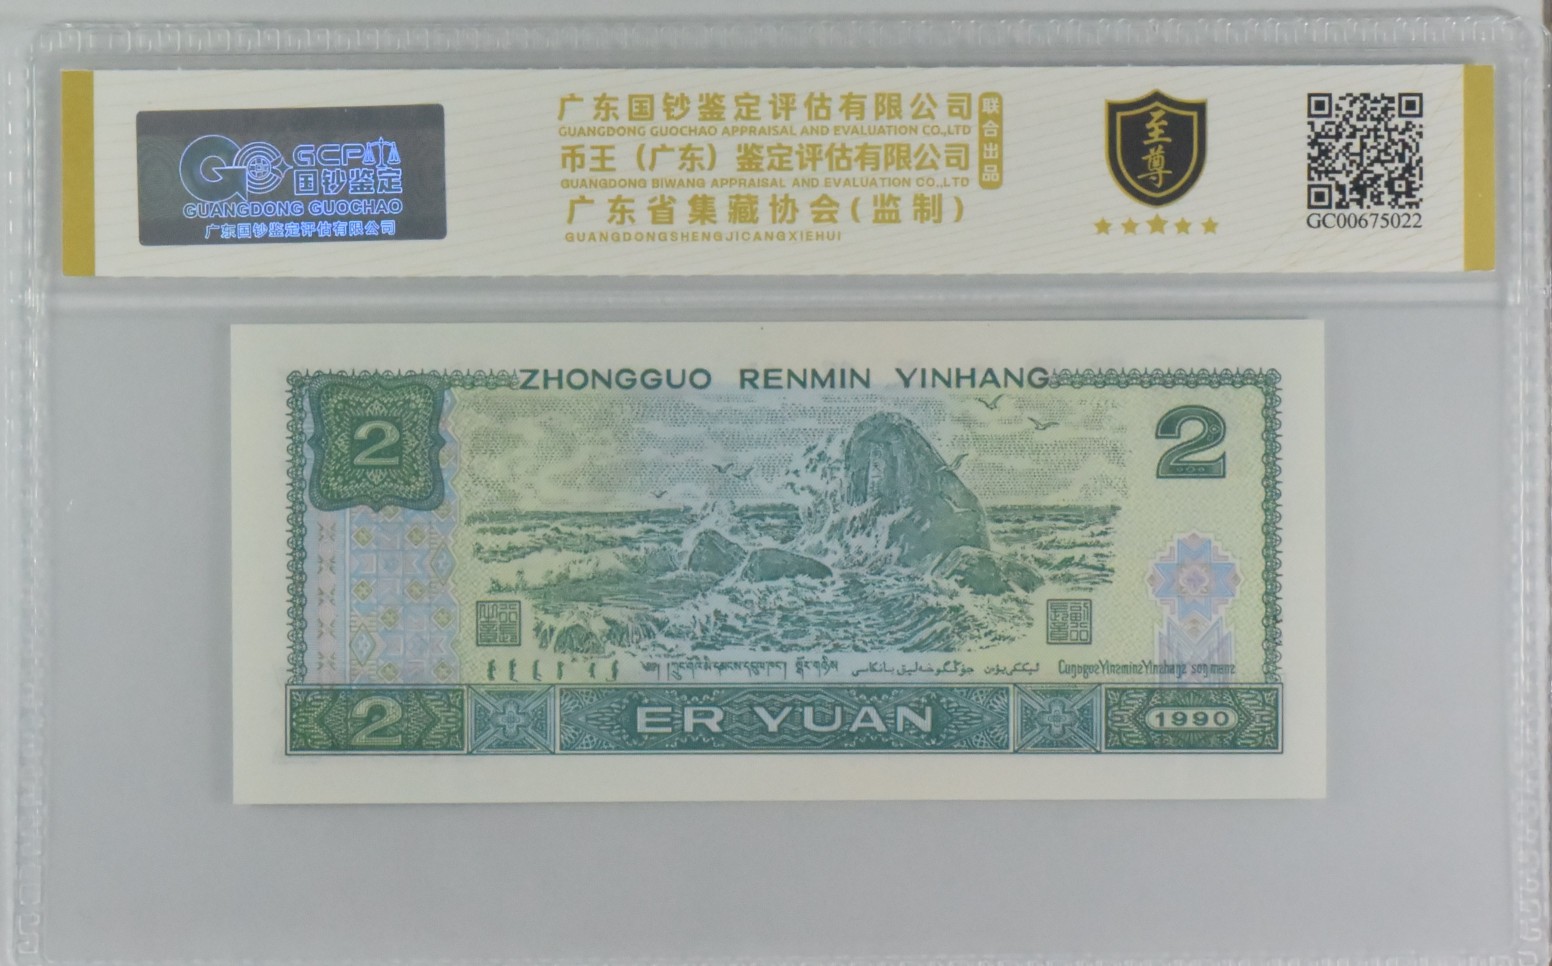 GCP
国钞鉴定
GUANGDONG GUOCHAO
广东国钞鉴定评估有限公司
广东国钞鉴定评估有限公司
GUANGDONG GUOCHAO APPRAISAL AND EVALUATION CO.,LTD
币王（广东）鉴定评估有限公司
GUANGDONG BIWANG APPRAISAL AND EVALUATION CO.,LTD
广东省集藏协会(监制)
GUANGDONGSHENGJICANGXIEHUI
联合出品
至尊
GC00675022
ZHONGGUO RENMIN YINHANG
2
2
2
ER YUAN
1990